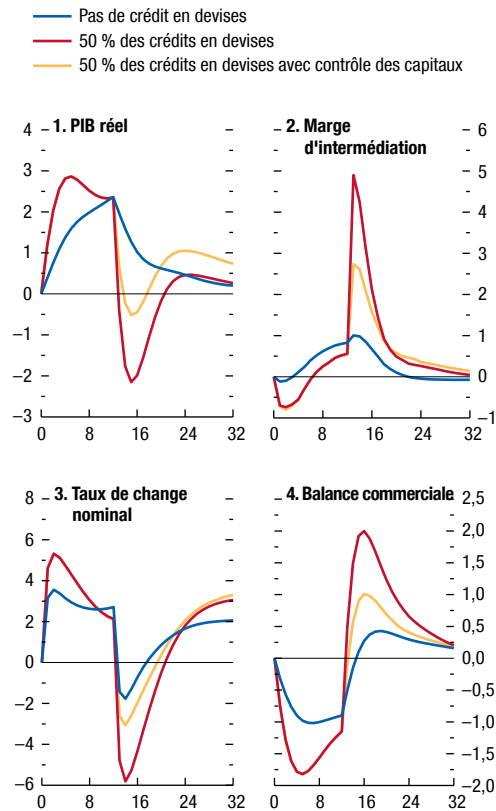 Pas de crédit en devises
50 % des crédits en devises
50 % des crédits en devises avec contrôle des capitaux
1. PIB réel
4
3
2
1
0
−1
−2
−3
0 8 16 24 32
2. Marge
d'intermédiation
6
5
4
3
2
1
0
−1
0 8 16 24 32
3. Taux de change
nominal
8
6
4
2
0
−2
−4
−6
0 8 16 24 32
4. Balance commerciale
2,5
2,0
1,5
1,0
0,5
0,0
−0,5
−1,0
−1,5
−2,0
0 8 16 24 32